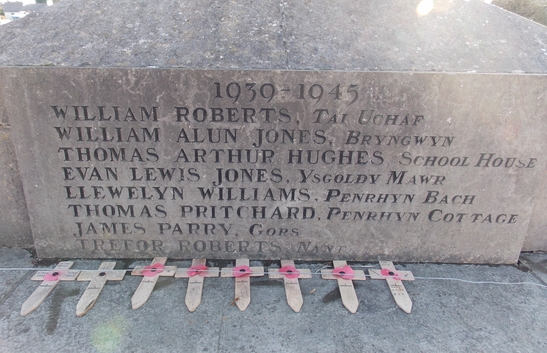 1939-1945
WILLIAM ROBERTS, TAI UCHAF
WILLIAM ALUN JONES, BRYNGWYN
THOMAS ARTHUR HUGHES SCHOOL HOUSE
EVAN LEWIS JONES, YSGOLDY MAWR
LLEWELYN WILLIAMS, PENRHYN BACH
THOMAS PRITCHARD, PENRHYN COTTAGE
JAMES PARRY, GORS
TREFOR ROBERTS, NANT